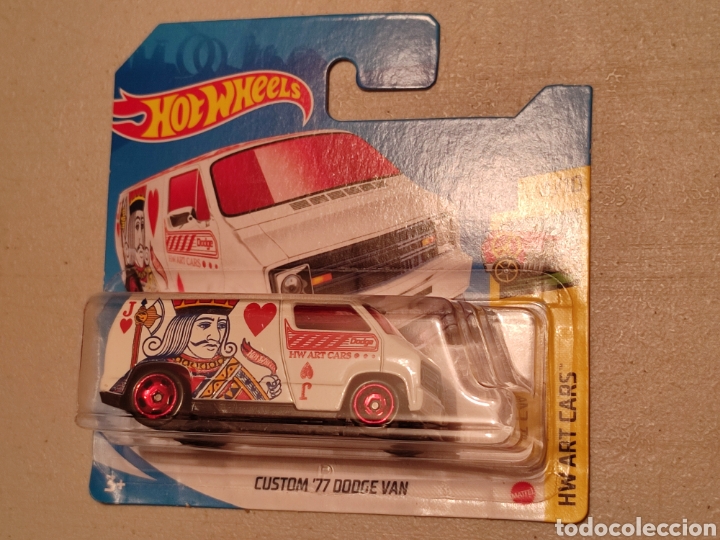 HOT WHEELS
Dodge
HW ART CARS
J
Dodge
HW ART CARS
J
3+
CUSTOM '77 DODGE VAN
MATTEL
HW ART CARS™
todocoleccion